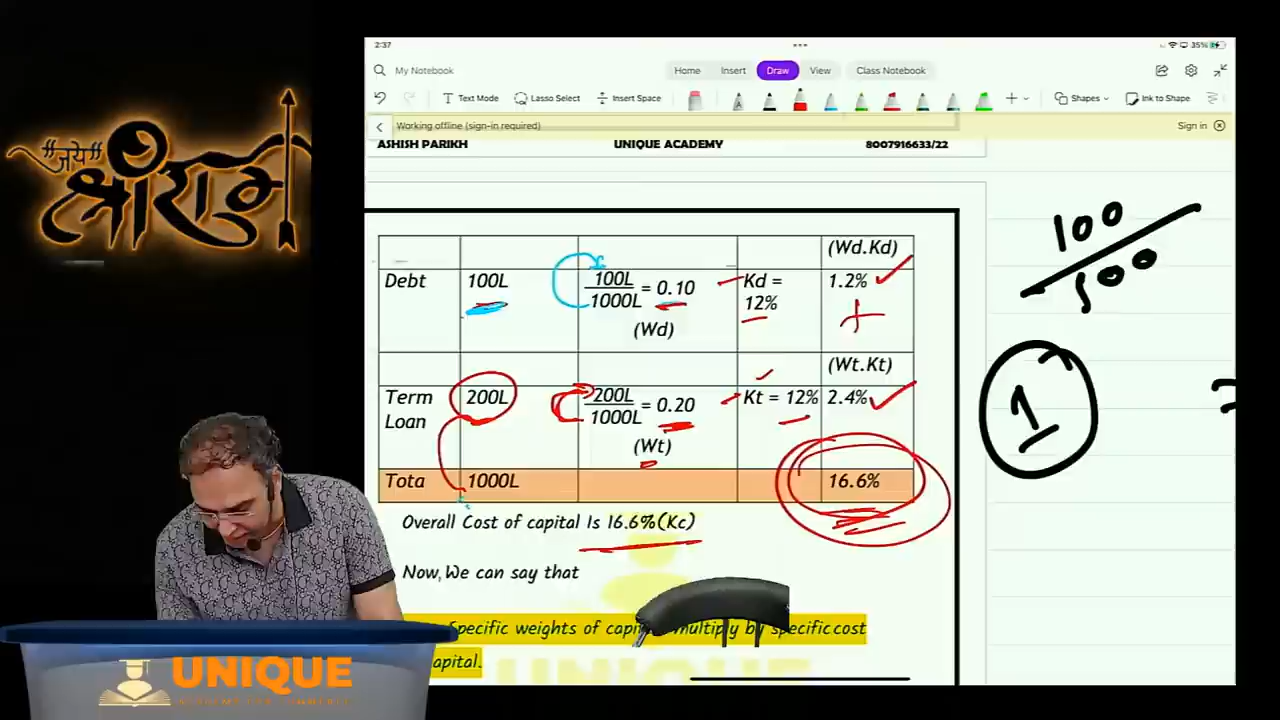 "जय"
श्रीराम
2:37
35%
My Notebook
Home Insert Draw View Class Notebook
Text Mode Lasso Select Insert Space Shapes Ink to Shape
Working offline (sign-in required) Sign in
ASHISH PARIKH UNIQUE ACADEMY 8007916633/22
(Wd.Kd)
Debt 100L 100L/1000L = 0.10 Kd = 1.2%
12%
(Wd)
+
(Wt.Kt)
Term 200L 200L/1000L = 0.20 Kt = 12% 2.4%
Loan
(Wt)
Tota 1000L 16.6%
Overall Cost of capital Is 16.6%(Kc)
Now, We can say that
Specific weights of multiply by specific cost
apital.
100
100
1
UNIQUE
UNIQUE